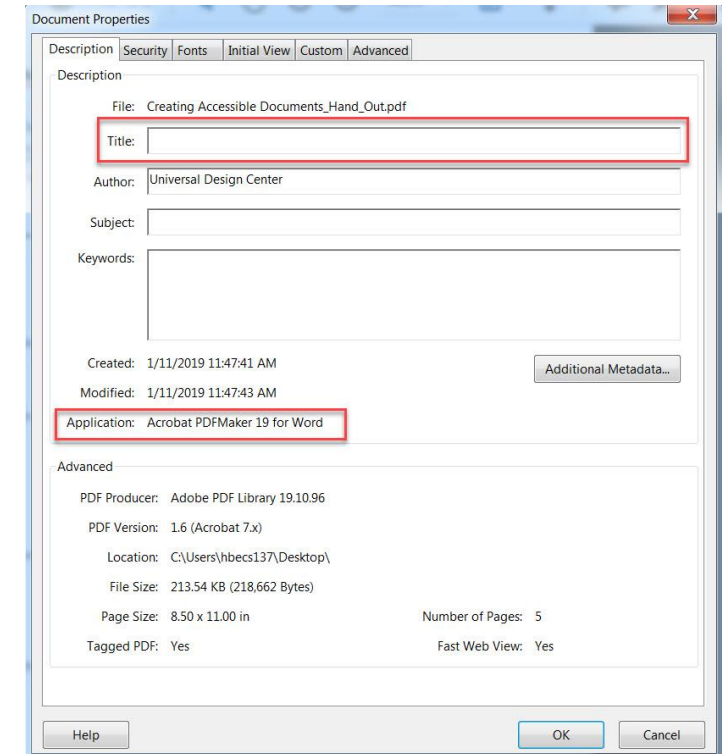 Document Properties
X
Description Security Fonts Initial View Custom Advanced
Description
File: Creating Accessible Documents_Hand_Out.pdf
Title:
Author: Universal Design Center
Subject:
Keywords:
Created: 1/11/2019 11:47:41 AM
Additional Metadata...
Modified: 1/11/2019 11:47:43 AM
Application: Acrobat PDFMaker 19 for Word
Advanced
PDF Producer: Adobe PDF Library 19.10.96
PDF Version: 1.6 (Acrobat 7.x)
Location: C:\Users\hbecs137\Desktop\
File Size: 213.54 KB (218,662 Bytes)
Page Size: 8.50 x 11.00 in Number of Pages: 5
Tagged PDF: Yes Fast Web View: Yes
Help OK Cancel